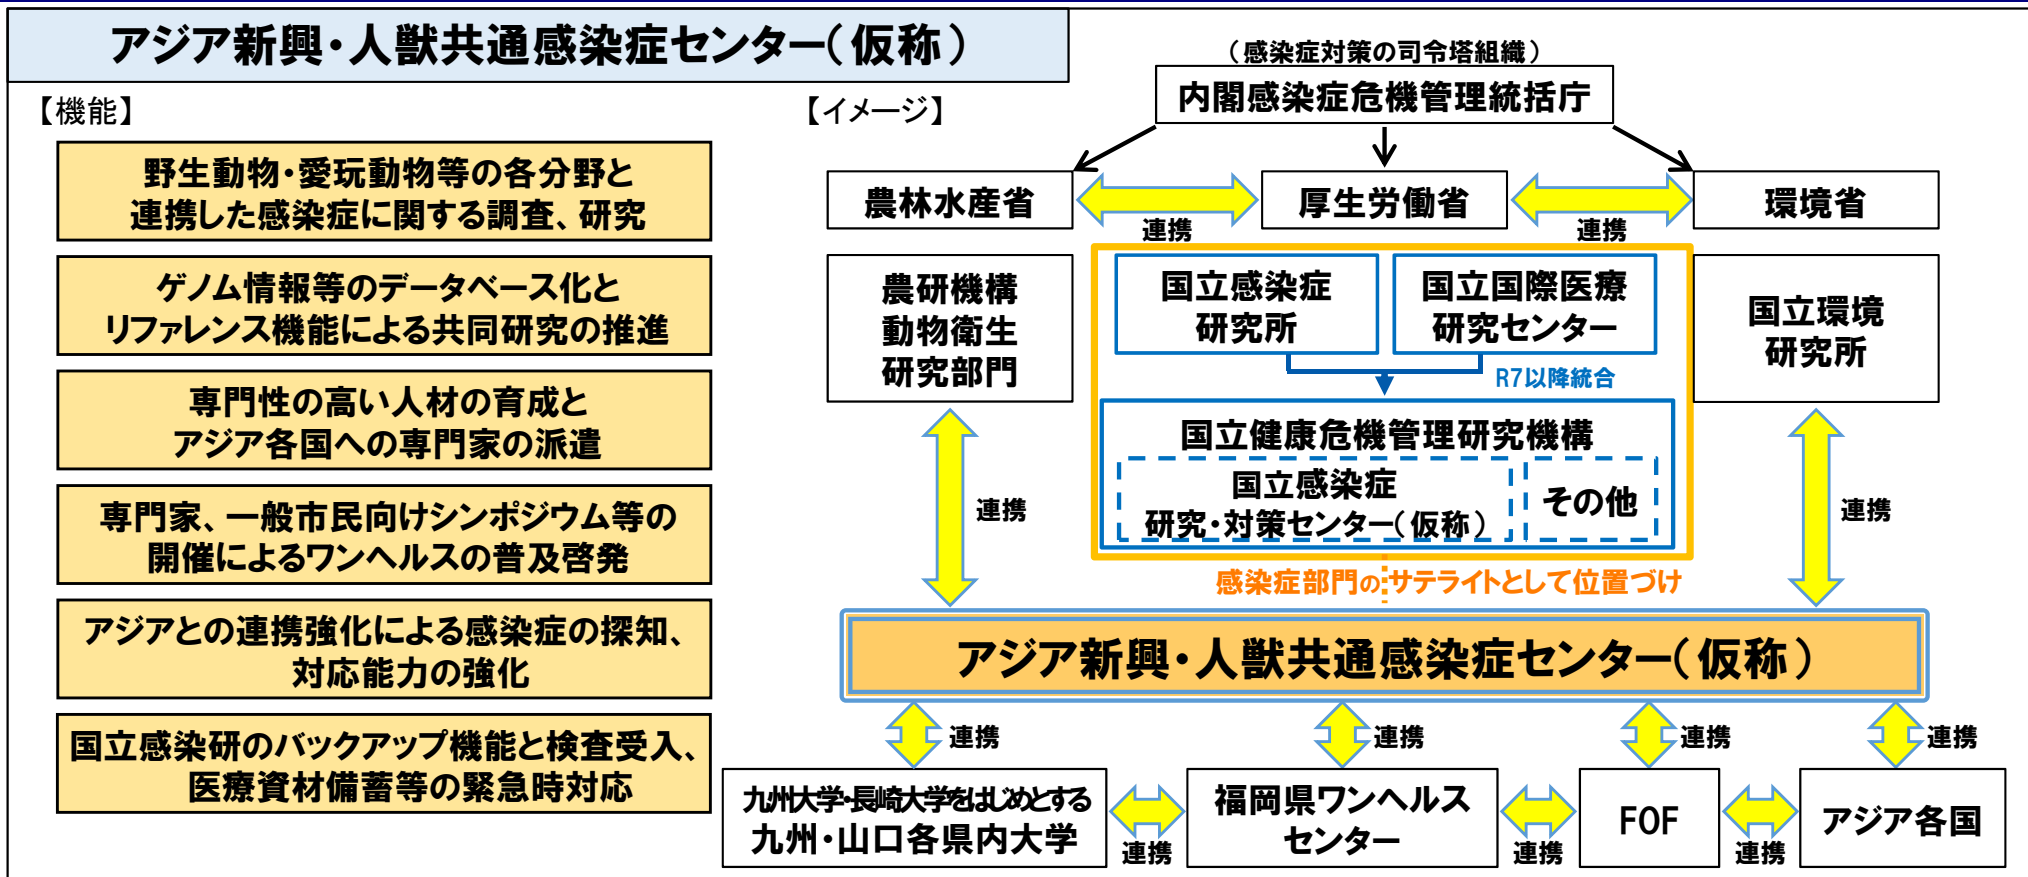 アジア新興・人獣共通感染症センター（仮称）
【機能】
野生動物・愛玩動物等の各分野と
連携した感染症に関する調査、研究
ゲノム情報等のデータベース化と
リファレンス機能による共同研究の推進
専門性の高い人材の育成と
アジア各国への専門家の派遣
専門家、一般市民向けシンポジウム等の
開催によるワンヘルスの普及啓発
アジアとの連携強化による感染症の探知、
対応能力の強化
国立感染研のバックアップ機能と検査受入、
医療資材備蓄等の緊急時対応
【イメージ】
（感染症対策の司令塔組織）
内閣感染症危機管理統括庁
農林水産省
連携
厚生労働省
連携
環境省
農研機構
動物衛生
研究部門
国立感染症
研究所
国立国際医療
研究センター
国立環境
研究所
R7以降統合
国立健康危機管理研究機構
国立感染症
研究・対策センター（仮称）
その他
連携
連携
感染症部門のサテライトとして位置づけ
アジア新興・人獣共通感染症センター（仮称）
連携
連携
連携
連携
九州大学・長崎大学をはじめとする
九州・山口各県内大学
連携
福岡県ワンヘルス
センター
連携
FOF
連携
アジア各国